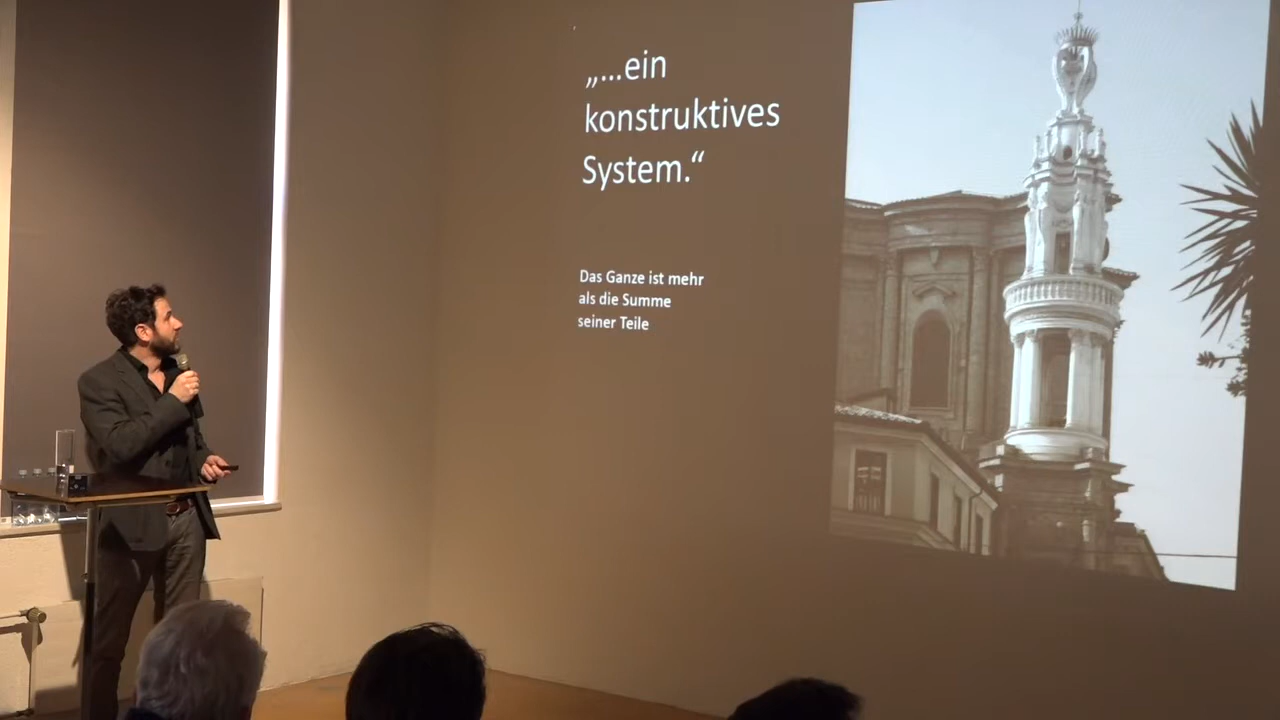 „...ein
konstruktives
System.“
Das Ganze ist mehr
als die Summe
seiner Teile